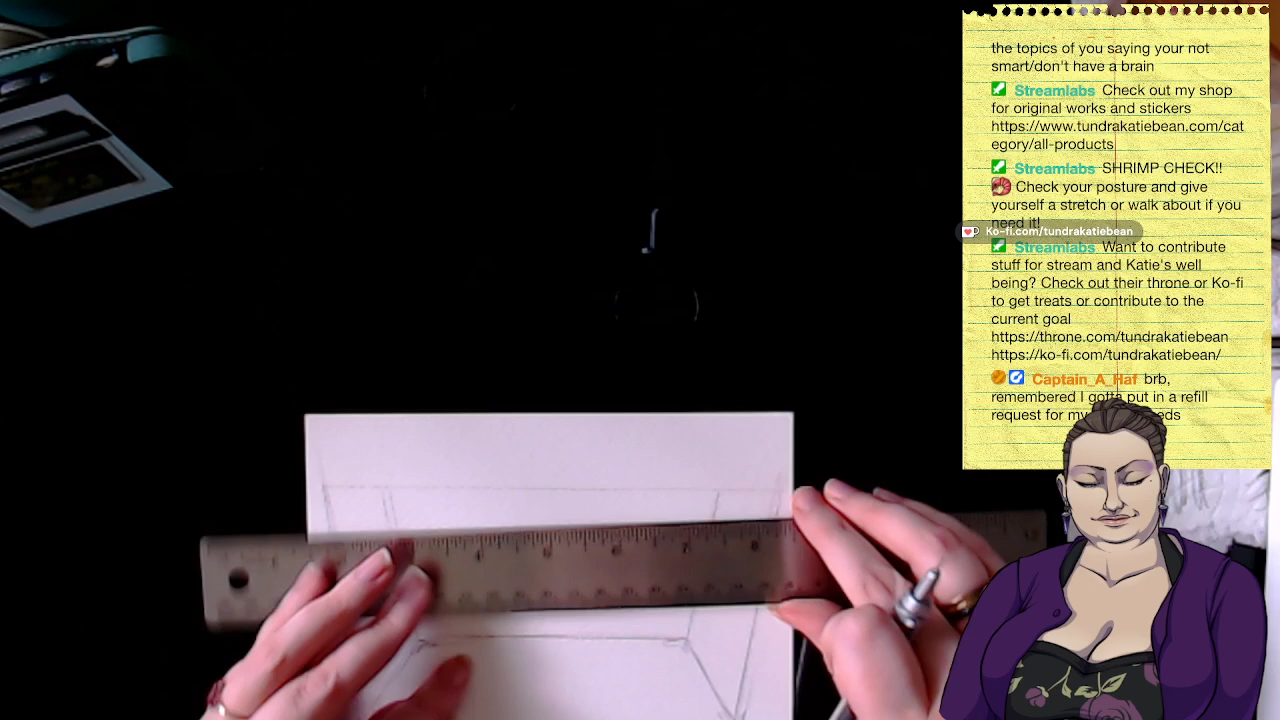 the topics of you saying your not
smart/don't have a brain
Streamlabs Check out my shop
for original works and stickers
https://www.tundrakatiebean.com/cat
egory/all-products
Streamlabs SHRIMP CHECK!!
Check your posture and give
yourself a stretch or walk about if you
need it!
Ko-fi.com/tundrakatiebean
Streamlabs Want to contribute
stuff for stream and Katie's well
being? Check out their throne or Ko-fi
to get treats or contribute to the
current goal
https://throne.com/tundrakatiebean
https://ko-fi.com/tundrakatiebean/
Captain_A_Haf brb,
remembered I gotta put in a refill
request for my